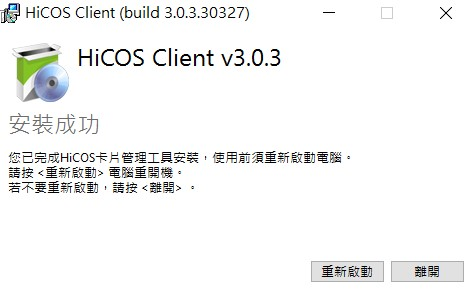 HiCOS Client (build 3.0.3.30327)
HiCOS Client v3.0.3
安裝成功
您已完成HiCOS卡片管理工具安裝，使用前須重新啟動電腦。
請按 <重新啟動> 電腦重開機。
若不要重新啟動，請按 <離開> 。
重新啟動 離開